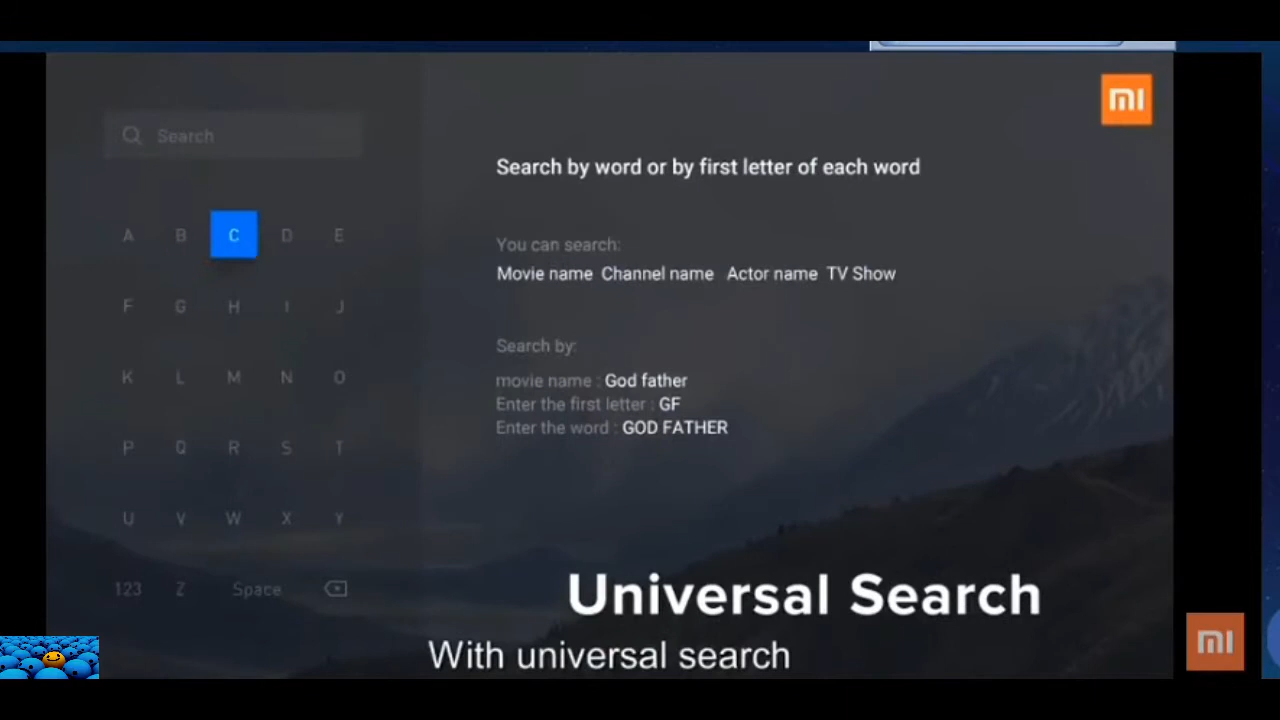 mi
Search
Search by word or by first letter of each word
A B C D E
You can search:
Movie name Channel name Actor name TV Show
F G H I J
Search by:
K L M N O
movie name : God father
Enter the first letter : GF
Enter the word : GOD FATHER
P Q R S T
U V W X Y
123 Z Space
Universal Search
With universal search
mi